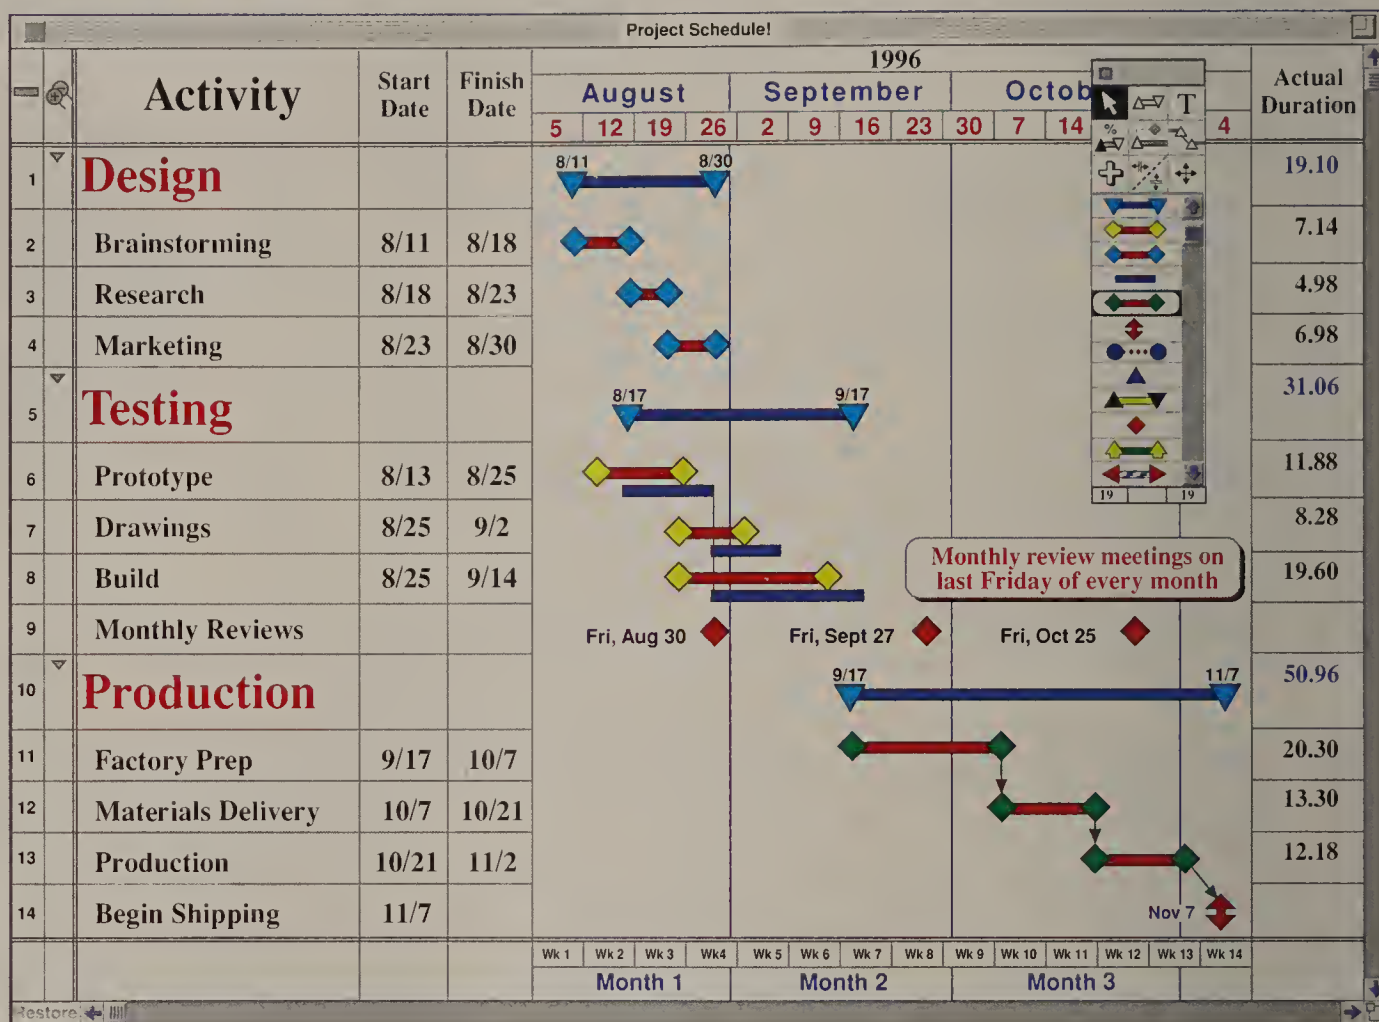 Project Schedule!
1996
Activity
Start Date
Finish Date
August
September
Octob
Actual Duration
5 12 19 26 2 9 16 23 30 7 14 4
T
%
1 Design 8/11 8/30 19.10
2 Brainstorming 8/11 8/18 7.14
3 Research 8/18 8/23 4.98
4 Marketing 8/23 8/30 6.98
5 Testing 8/17 9/17 31.06
6 Prototype 8/13 8/25 11.88
19 19
7 Drawings 8/25 9/2 8.28
8 Build 8/25 9/14 19.60
Monthly review meetings on
last Friday of every month
9 Monthly Reviews Fri, Aug 30 Fri, Sept 27 Fri, Oct 25
10 Production 9/17 11/7 50.96
11 Factory Prep 9/17 10/7 20.30
12 Materials Delivery 10/7 10/21 13.30
13 Production 10/21 11/2 12.18
14 Begin Shipping 11/7 Nov 7
Wk 1 Wk 2 Wk 3 Wk4 Wk 5 Wk 6 Wk 7 Wk 8 Wk 9 Wk 10 Wk 11 Wk 12 Wk 13 Wk 14
Month 1 Month 2 Month 3
Restore